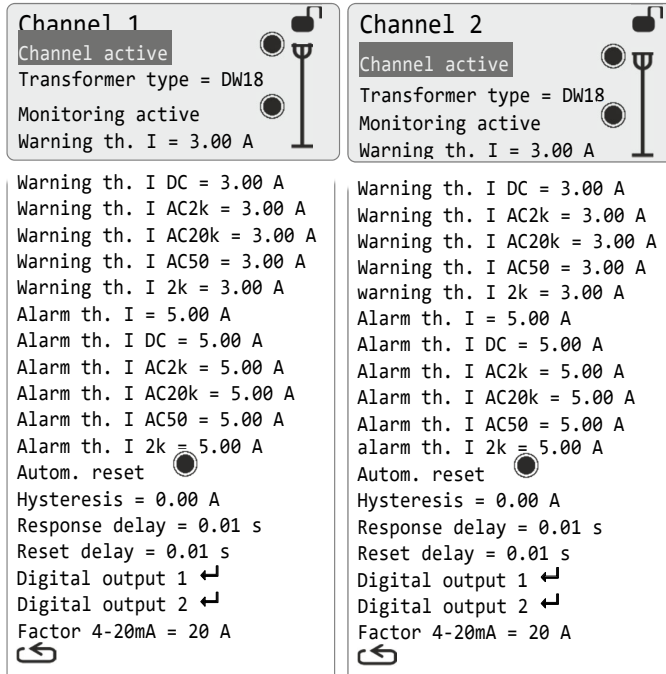 Channel 1
Channel active
Transformer type = DW18
Monitoring active
Warning th. I = 3.00 A
Warning th. I DC = 3.00 A
Warning th. I AC2k = 3.00 A
Warning th. I AC20k = 3.00 A
Warning th. I AC50 = 3.00 A
Warning th. I 2k = 3.00 A
Alarm th. I = 5.00 A
Alarm th. I DC = 5.00 A
Alarm th. I AC2k = 5.00 A
Alarm th. I AC20k = 5.00 A
Alarm th. I AC50 = 5.00 A
Alarm th. I 2k = 5.00 A
Autom. reset
Hysteresis = 0.00 A
Response delay = 0.01 s
Reset delay = 0.01 s
Digital output 1
Digital output 2
Factor 4-20mA = 20 A
Channel 2
Channel active
Transformer type = DW18
Monitoring active
Warning th. I = 3.00 A
Warning th. I DC = 3.00 A
Warning th. I AC2k = 3.00 A
Warning th. I AC20k = 3.00 A
Warning th. I AC50 = 3.00 A
warning th. I 2k = 3.00 A
Alarm th. I = 5.00 A
Alarm th. I DC = 5.00 A
Alarm th. I AC2k = 5.00 A
Alarm th. I AC20k = 5.00 A
Alarm th. I AC50 = 5.00 A
alarm th. I 2k = 5.00 A
Autom. reset
Hysteresis = 0.00 A
Response delay = 0.01 s
Reset delay = 0.01 s
Digital output 1
Digital output 2
Factor 4-20mA = 20 A